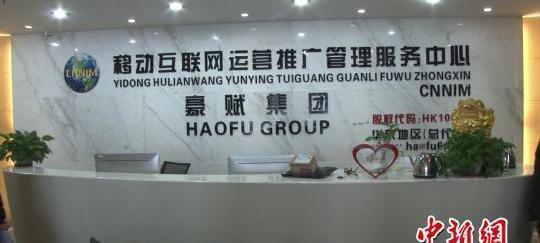 CNNIM
移动互联网运营推广管理服务中心
YIDONG HULIANWANG YUNYING TUIGUANG GUANLI FUWU ZHONGXIN
CNNIM
豪赋集团
HAOFU GROUP
股权代码:HK100
华东地区(总代
haofu6
中新網